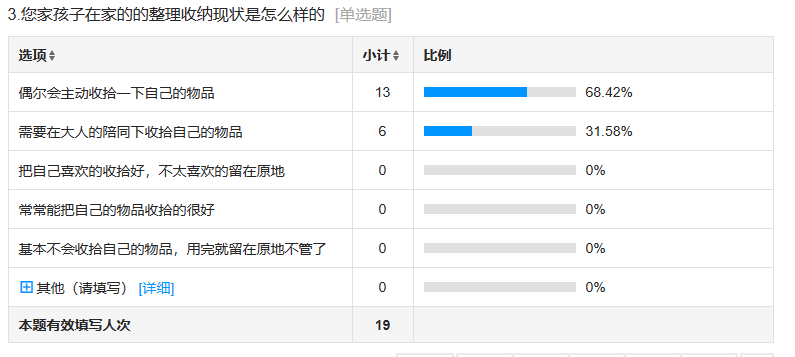 3.您家孩子在家的的整理收纳现状是怎么样的 [单选题]
选项 小计 比例
偶尔会主动收拾一下自己的物品 13 68.42%
需要在大人的陪同下收拾自己的物品 6 31.58%
把自己喜欢的收拾好，不太喜欢的留在原地 0 0%
常常能把自己的物品收拾的很好 0 0%
基本不会收拾自己的物品，用完就留在原地不管了 0 0%
其他（请填写） [详细] 0 0%
本题有效填写人次 19